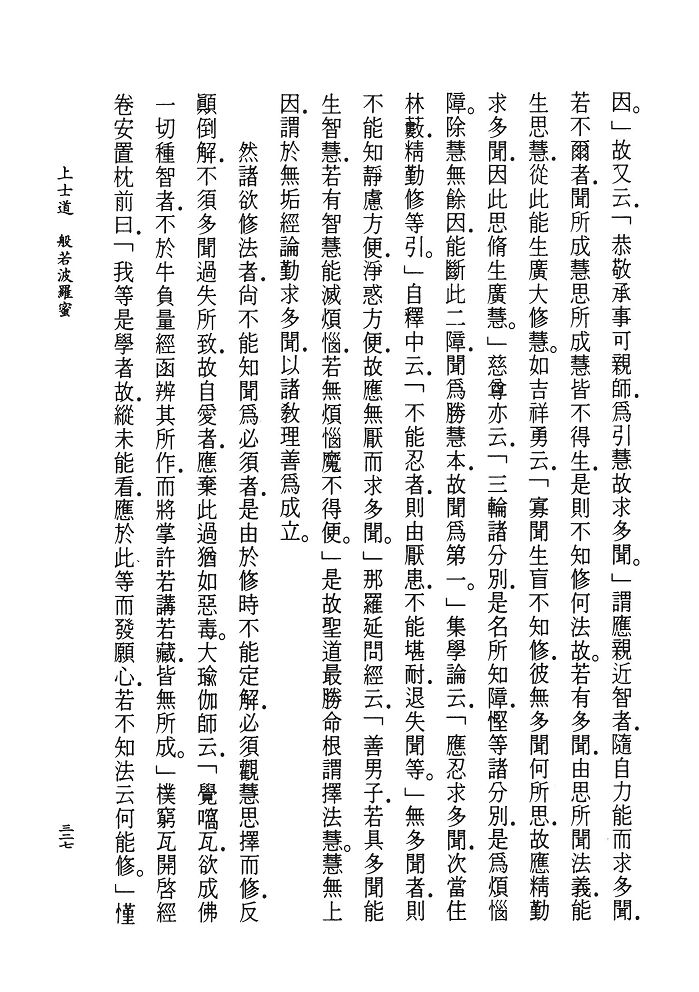 因。」故又云、「恭敬承事可親師．爲引慧故求多聞。」謂應親近智者．隨自力能而求多聞．
若不爾者．聞所成慧思所成慧皆不得生．是則不知修何法故。若有多聞．由思所聞法義．能
生思慧．從此能生廣大修慧。如吉祥勇云．「寡聞生盲不知修．彼無多聞何所思．故應精勤
求多聞．因此思脩生廣慧。」慈尊亦云．「三輪諸分別．是名所知障．慳等諸分別．是爲煩惱
障。除慧無餘因．能斷此二障．聞爲勝慧本．故聞爲第一。」集學論云．「應忍求多聞．次當住
林藪．精勤修等引。」自釋中云．「不能忍者．則由厭患．不能堪耐．退失聞等。」無多聞者．則
不能知靜慮方便．淨惑方便．故應無厭而求多聞。」那羅延問經云．「善男子．若具多聞能
生智慧．若有智慧能滅煩惱．若無煩惱魔不得便。」是故聖道最勝命根謂擇法慧。慧無上
因．謂於無垢經論勤求多聞．以諸教理善爲成立。
然諸欲修法者．尙不能知聞爲必須者．是由於修時不能定解．必須觀慧思擇而修．反
顚倒解．不須多聞過失所致．故自愛者．應棄此過猶如惡毒。大瑜伽師云．「覺嚆瓦．欲成佛
一切種智者．不於牛負量經函辨其所作．而將掌許若講若藏．皆無所成。」樸窮瓦開啓經
卷安置枕前曰．「我等是學者故．縱未能看．應於此等而發願心．若不知法云何能修。」慬
上士道　般若波羅蜜
三二七